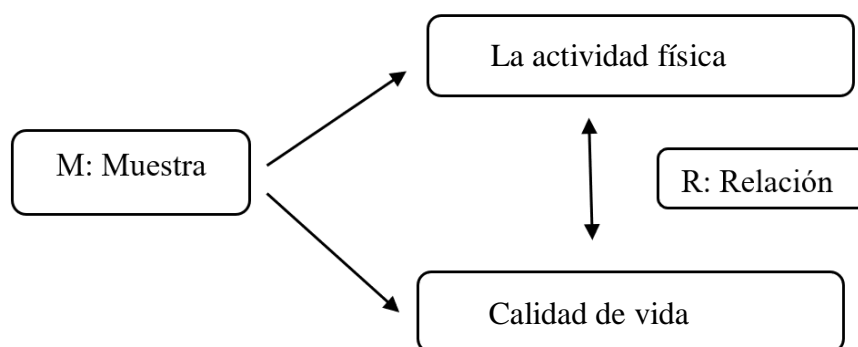 La actividad física
M: Muestra
R: Relación
Calidad de vida